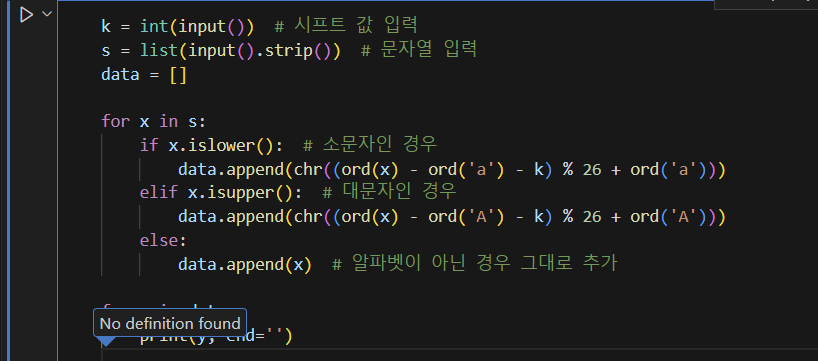 k = int(input())  # 시프트 값 입력
s = list(input().strip())  # 문자열 입력
data = []
for x in s:
    if x.islower():  # 소문자인 경우
        data.append(chr((ord(x) - ord('a') - k) % 26 + ord('a')))
    elif x.isupper():  # 대문자인 경우
        data.append(chr((ord(x) - ord('A') - k) % 26 + ord('A')))
    else:
        data.append(x)  # 알파벳이 아닌 경우 그대로 추가
No definition found
    print(y, end='')